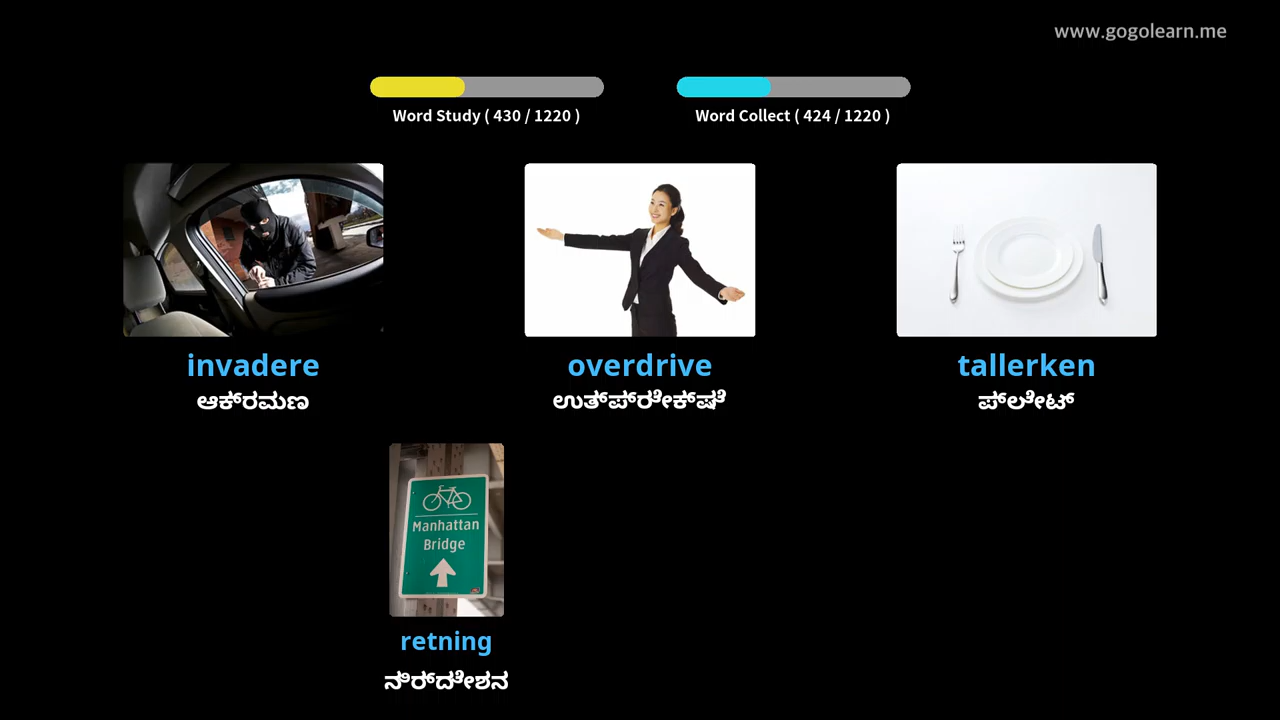 www.gogolearn.me
Word Study ( 430 / 1220 )
Word Collect ( 424 / 1220 )
invadere
overdrive
tallerken
ಆಕ್ರಮಣ
ಉತ್ಪ್ರೇಕ್ಷೆ
ಪ್ಲೇಟ್
Manhattan
Bridge
retning
ನಿರ್ದೇಶನ